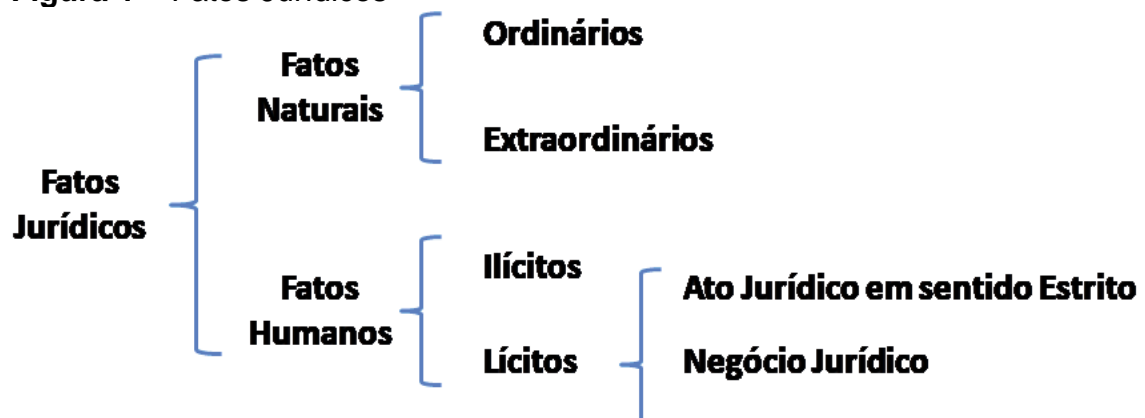 Ordinários
Fatos
Naturais
Extraordinários
Fatos
Jurídicos
Ilícitos
Fatos
Humanos
Ato Jurídico em sentido Estrito
Lícitos
Negócio Jurídico